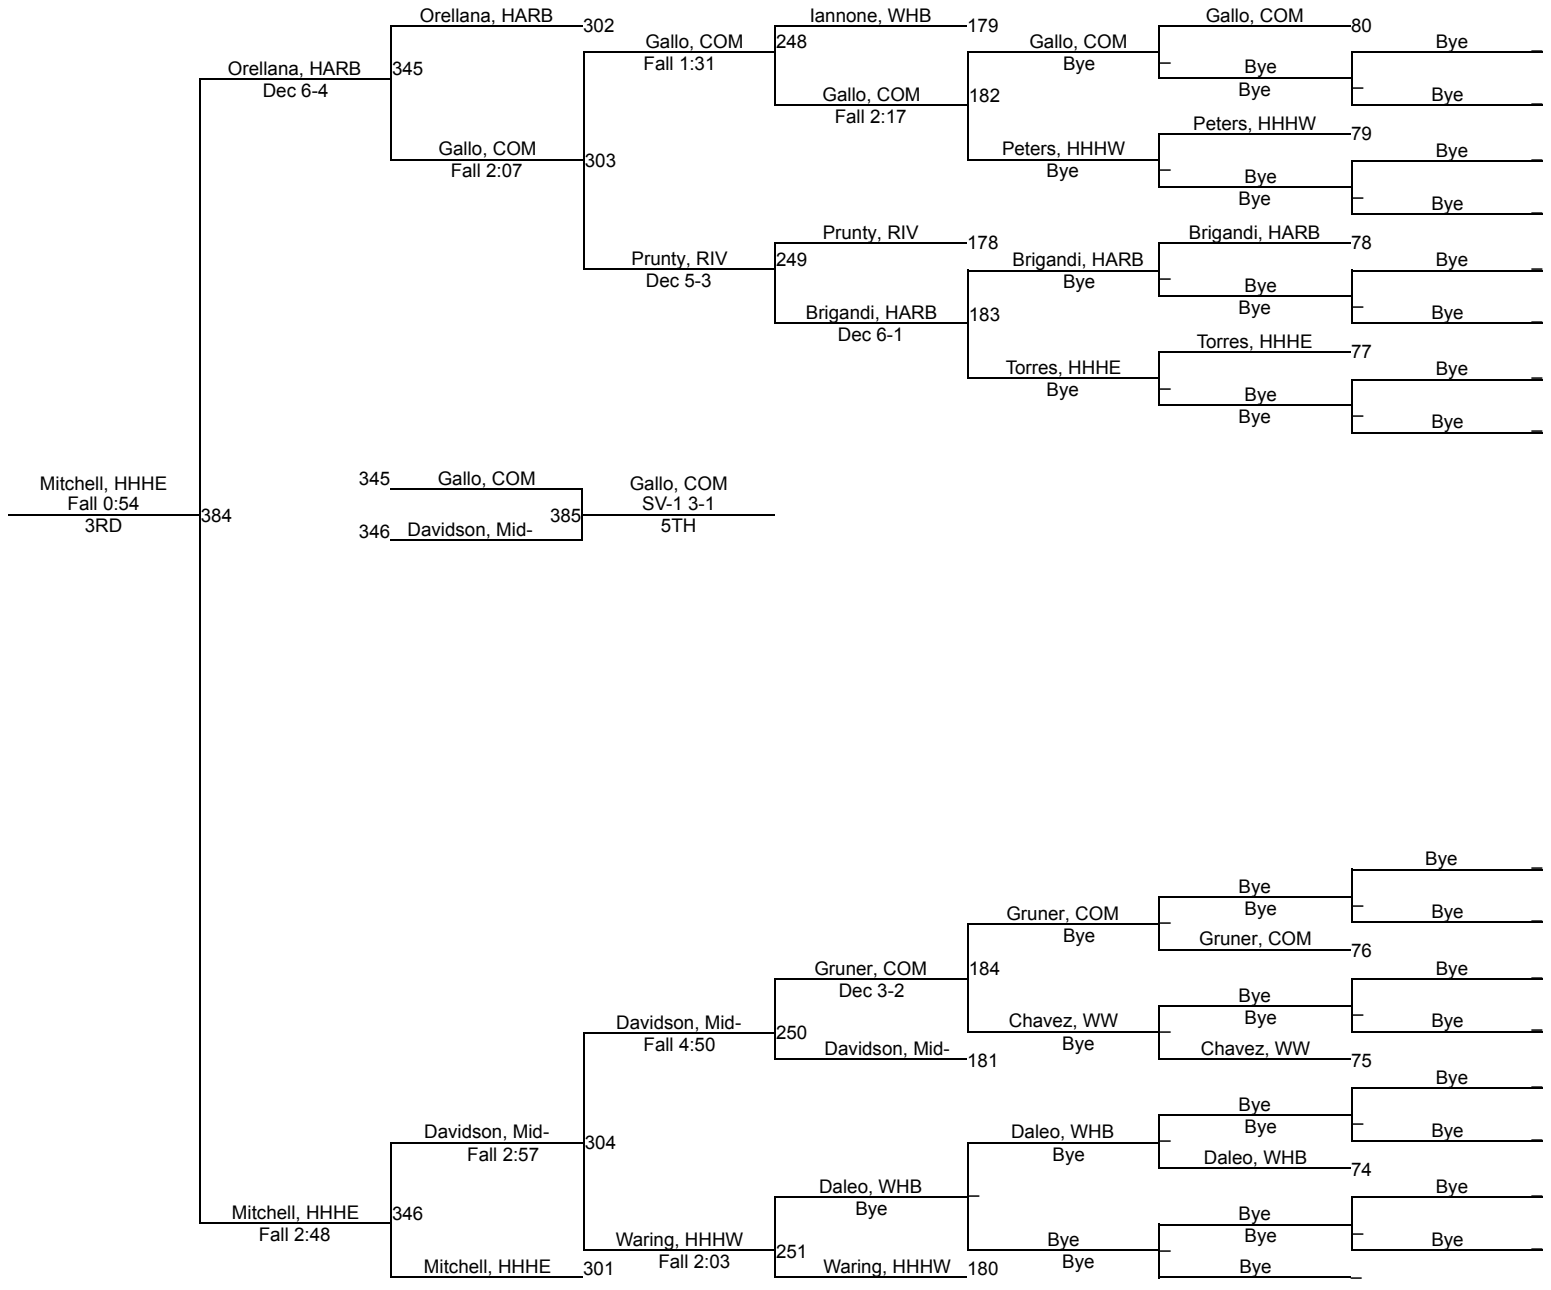 Orellana, HARB
302
Iannone, WHB
179
Gallo, COM
80
Gallo, COM
Fall 1:31
248
Gallo, COM
Bye
Bye
Orellana, HARB
Dec 6-4
345
Bye
Bye
Gallo, COM
Fall 2:17
182
Bye
Peters, HHHW
79
Gallo, COM
Fall 2:07
303
Peters, HHHW
Bye
Bye
Bye
Bye
Bye
Prunty, RIV
178
Brigandi, HARB
78
Prunty, RIV
Dec 5-3
249
Brigandi, HARB
Bye
Bye
Bye
Bye
Brigandi, HARB
Dec 6-1
183
Bye
Torres, HHHE
77
Torres, HHHE
Bye
Bye
Bye
Bye
Bye
Mitchell, HHHE
Fall 0:54
3RD
384
345
Gallo, COM
346
Davidson, Mid-
385
Gallo, COM
SV-1 3-1
5TH
Bye
Bye
Bye
Bye
Gruner, COM
Bye
Gruner, COM
76
Gruner, COM
Dec 3-2
184
Bye
Bye
Bye
Davidson, Mid-
Fall 4:50
250
Chavez, WW
Bye
Bye
Davidson, Mid-
181
Chavez, WW
75
Bye
Bye
Bye
Davidson, Mid-
Fall 2:57
304
Daleo, WHB
Bye
Bye
Daleo, WHB
74
Daleo, WHB
Bye
Bye
Mitchell, HHHE
Fall 2:48
346
Bye
Bye
Waring, HHHW
Fall 2:03
251
Bye
Bye
Bye
Mitchell, HHHE
301
Waring, HHHW
180
Bye